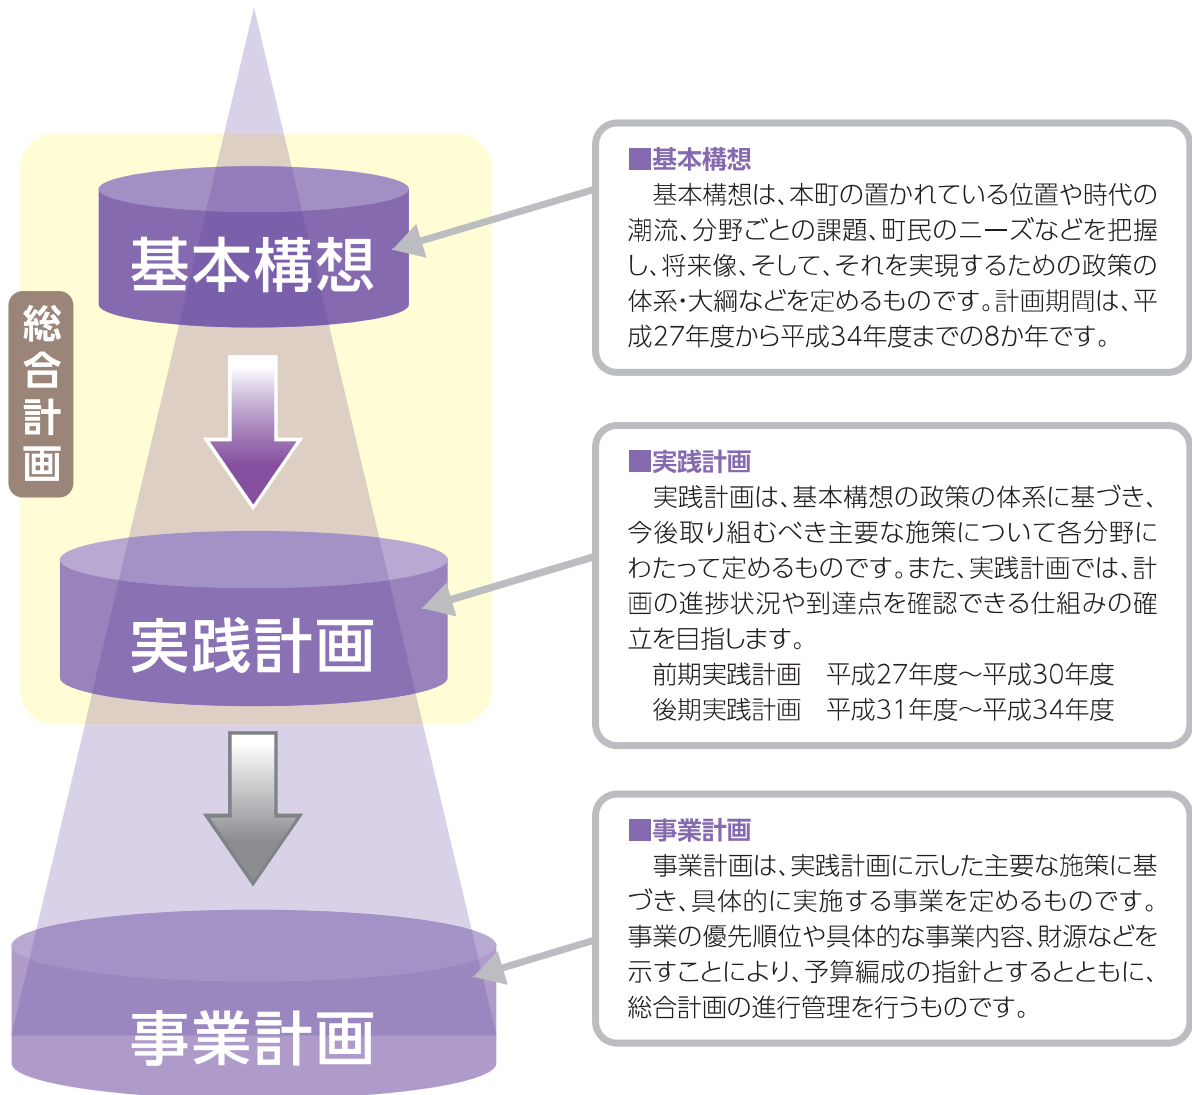 総合計画
基本構想
実践計画
事業計画
■基本構想
　基本構想は、本町の置かれている位置や時代の
潮流、分野ごとの課題、町民のニーズなどを把握
し、将来像、そして、それを実現するための政策の
体系・大綱などを定めるものです。計画期間は、平
成27年度から平成34年度までの8か年です。
■実践計画
　実践計画は、基本構想の政策の体系に基づき、
今後取り組むべき主要な施策について各分野に
わたって定めるものです。また、実践計画では、計
画の進捗状況や到達点を確認できる仕組みの確
立を目指します。
　前期実践計画　平成27年度～平成30年度
　後期実践計画　平成31年度～平成34年度
■事業計画
　事業計画は、実践計画に示した主要な施策に基
づき、具体的に実施する事業を定めるものです。
事業の優先順位や具体的な事業内容、財源などを
示すことにより、予算編成の指針とするとともに、
総合計画の進行管理を行うものです。